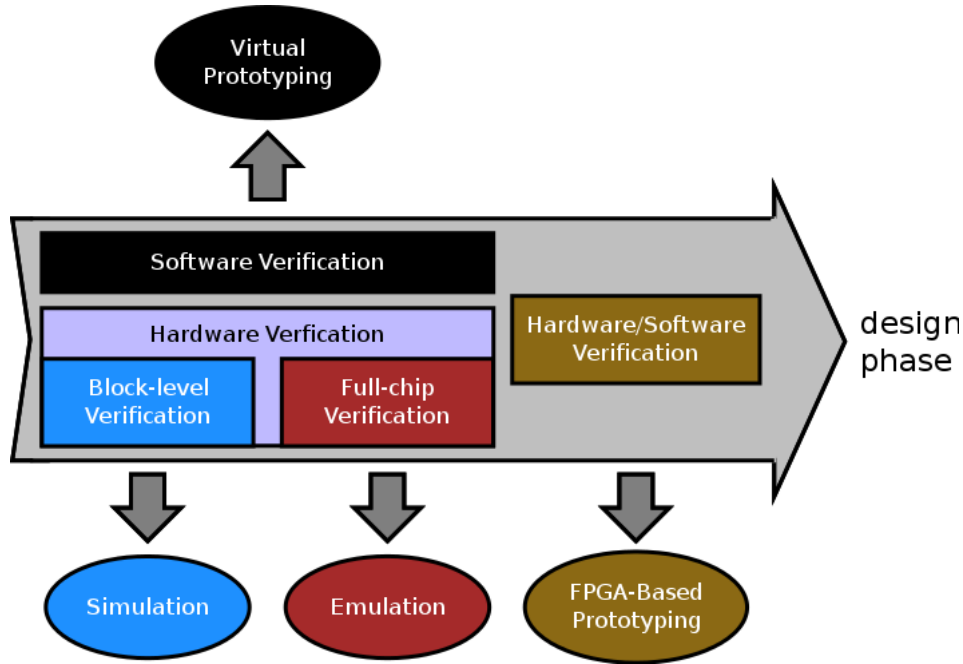 Virtual
Prototyping
Software Verification
Hardware Verfication
Block-level
Verification
Full-chip
Verification
Hardware/Software
Verification
design
phase
Simulation
Emulation
FPGA-Based
Prototyping